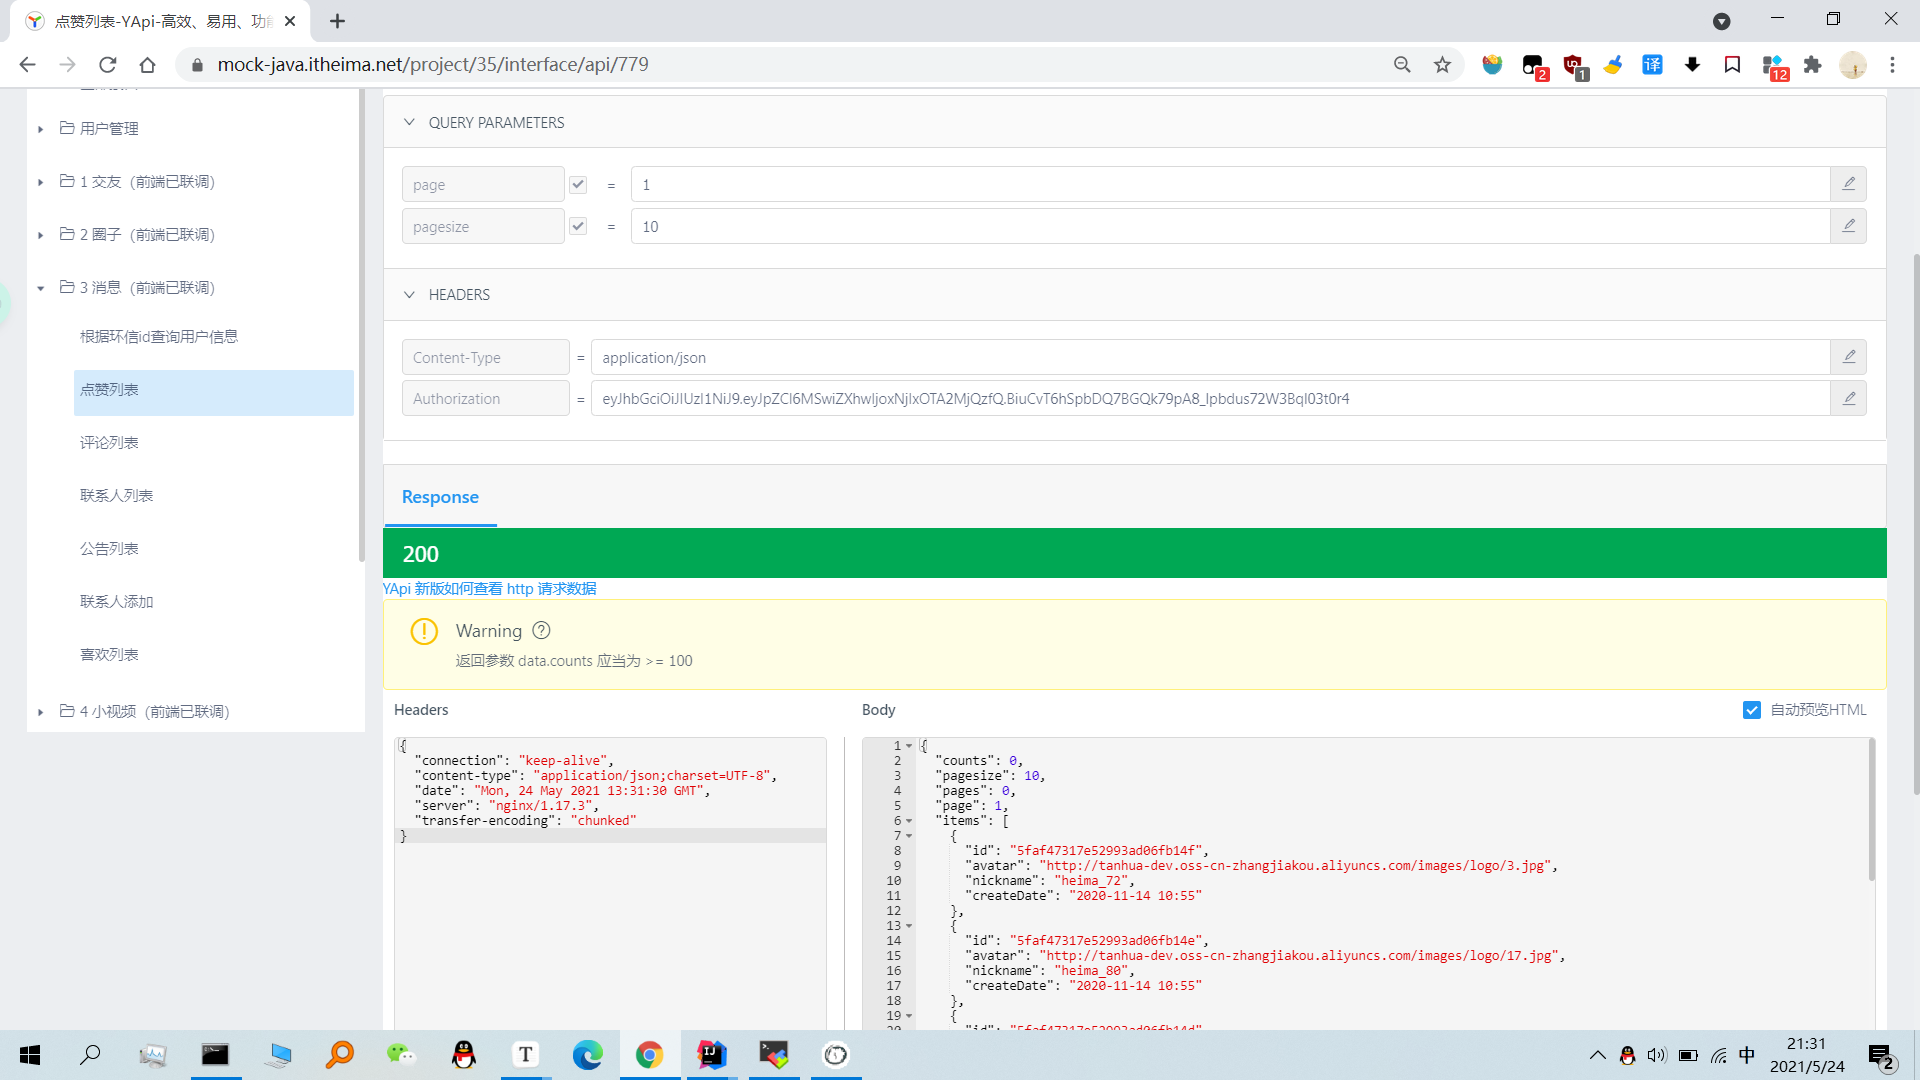 点赞列表-YApi-高效、易用、功能
mock-java.itheima.net/project/35/interface/api/779
2
1
译
12
用户管理
1 交友（前端已联调）
2 圈子（前端已联调）
3 消息（前端已联调）
根据环信id查询用户信息
点赞列表
评论列表
联系人列表
公告列表
联系人添加
喜欢列表
4 小视频（前端已联调）
QUERY PARAMETERS
page = 1
pagesize = 10
HEADERS
Content-Type = application/json
Authorization =
Response
200
YApi 新版如何查看 http 请求数据
Warning
返回参数 data.counts 应当为 >= 100
Headers
{
"connection": "keep-alive",
"content-type": "application/json;charset=UTF-8",
"date": "Mon, 24 May 2021 13:31:30 GMT",
"server": "nginx/1.17.3",
"transfer-encoding": "chunked"
}
Body
自动预览HTML
1 {
2 "counts": 0,
3 "pagesize": 10,
4 "pages": 0,
5 "page": 1,
6 "items": [
7 {
8 "id": "5faf47317e52993ad06fb14f",
9 "avatar": "http://tanhua-dev.oss-cn-zhangjiakou.aliyuncs.com/images/logo/3.jpg",
10 "nickname": "heima_72",
11 "createDate": "2020-11-14 10:55"
12 },
13 {
14 "id": "5faf47317e52993ad06fb14e",
15 "avatar": "http://tanhua-dev.oss-cn-zhangjiakou.aliyuncs.com/images/logo/17.jpg",
16 "nickname": "heima_80",
17 "createDate": "2020-11-14 10:55"
18 },
19 {
20 "id": "5faf47317e52993ad06fb14d",
T
IJ
中
21:31
2021/5/24
2